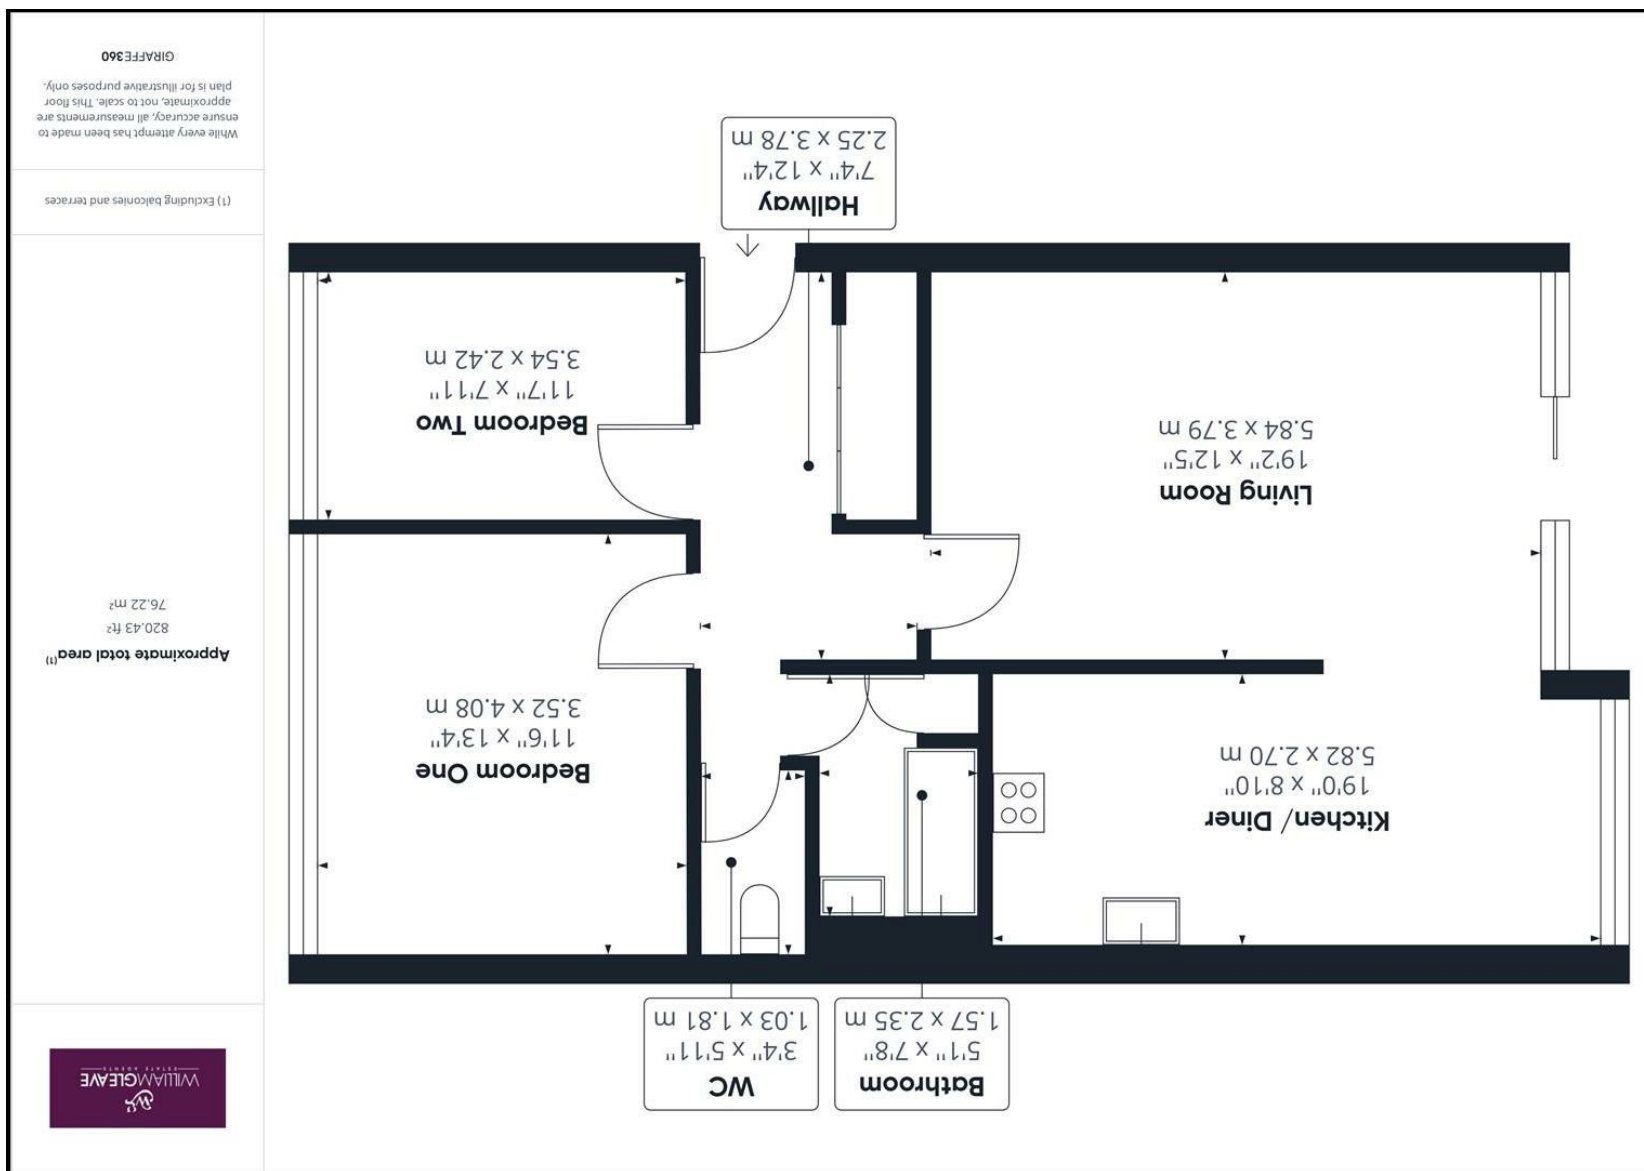 WILLIAMGLEAVE
ESTATE AGENTS
Approximate total area(1)
820.43 ft²
76.22 m²
(1) Excluding balconies and terraces
While every attempt has been made to
ensure accuracy, all measurements are
approximate, not to scale. This floor
plan is for illustrative purposes only.
GIRAFFE360
Bathroom
5'1" x 7'8"
1.57 x 2.35 m
WC
3'4" x 5'11"
1.03 x 1.81 m
Kitchen/ Diner
19'0" x 8'10"
5.82 x 2.70 m
Bedroom One
11'6" x 13'4"
3.52 x 4.08 m
Living Room
19'2" x 12'5"
5.84 x 3.79 m
Bedroom Two
11'7" x 7'11"
3.54 x 2.42 m
Hallway
7'4" x 12'4"
2.25 x 3.78 m